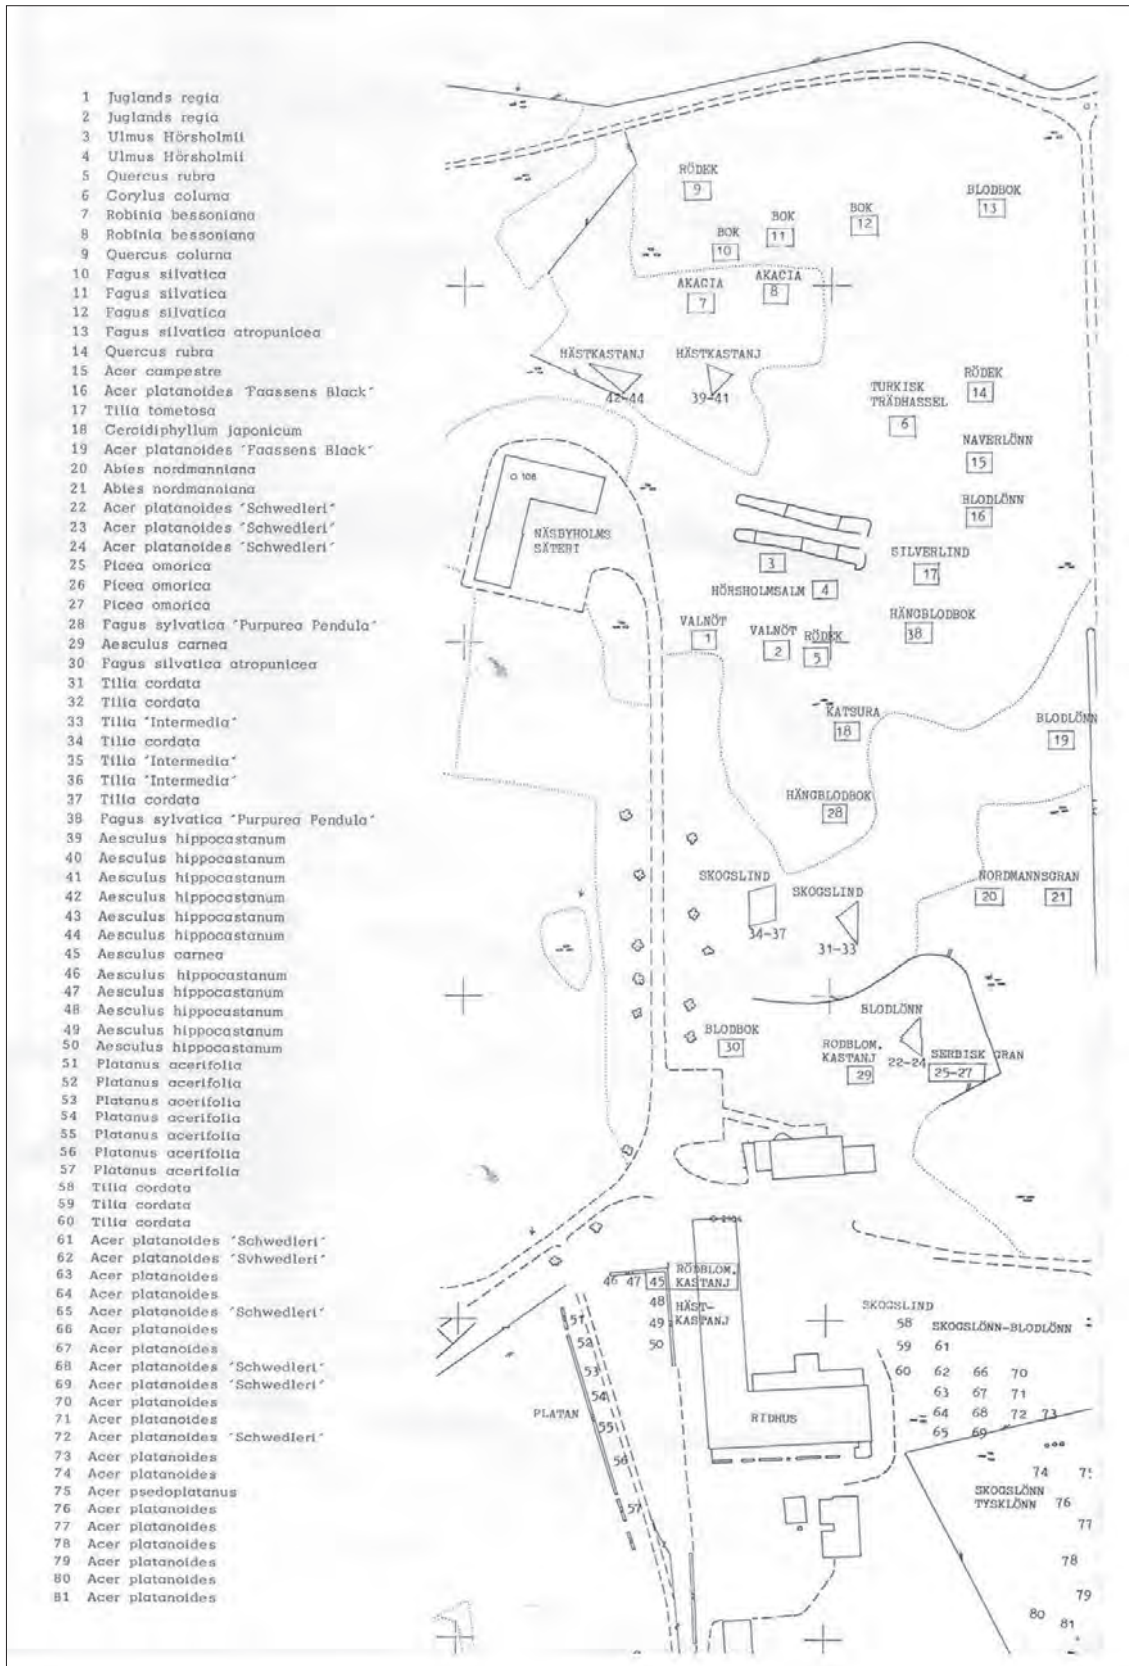 1 Juglands regia
2 Juglands regia
3 Ulmus Hörsholmii
4 Ulmus Hörsholmii
5 Quercus rubra
6 Corylus colurna
7 Robinia bessoniana
8 Robinia bessoniana
9 Quercus colurna
10 Fagus silvatica
11 Fagus silvatica
12 Fagus silvatica
13 Fagus silvatica atropunicea
14 Quercus rubra
15 Acer campestre
16 Acer platanoides "Faassens Black"
17 Tilia tometosa
18 Ceroidiphyllum japonicum
19 Acer platanoides "Faassens Black"
20 Abies nordmanniana
21 Abies nordmanniana
22 Acer platanoides "Schwedleri"
23 Acer platanoides "Schwedleri"
24 Acer platanoides "Schwedleri"
25 Picea omorica
26 Picea omorica
27 Picea omorica
28 Fagus sylvatica "Purpurea Pendula"
29 Aesculus carnea
30 Fagus silvatica atropunicea
31 Tilia cordata
32 Tilia cordata
33 Tilia "Intermedia"
34 Tilia cordata
35 Tilia "Intermedia"
36 Tilia "Intermedia"
37 Tilia cordata
38 Fagus sylvatica "Purpurea Pendula"
39 Aesculus hippocastanum
40 Aesculus hippocastanum
41 Aesculus hippocastanum
42 Aesculus hippocastanum
43 Aesculus hippocastanum
44 Aesculus hippocastanum
45 Aesculus carnea
46 Aesculus hippocastanum
47 Aesculus hippocastanum
48 Aesculus hippocastanum
49 Aesculus hippocastanum
50 Aesculus hippocastanum
51 Platanus acerifolia
52 Platanus acerifolia
53 Platanus acerifolia
54 Platanus acerifolia
55 Platanus acerifolia
56 Platanus acerifolia
57 Platanus acerifolia
58 Tilia cordata
59 Tilia cordata
60 Tilia cordata
61 Acer platanoides "Schwedleri"
62 Acer platanoides "Svhwedleri"
63 Acer platanoides
64 Acer platanoides
65 Acer platanoides "Schwedleri"
66 Acer platanoides
67 Acer platanoides
68 Acer platanoides "Schwedleri"
69 Acer platanoides "Schwedleri"
70 Acer platanoides
71 Acer platanoides
72 Acer platanoides "Schwedleri"
73 Acer platanoides
74 Acer platanoides
75 Acer psedoplatanus
76 Acer platanoides
77 Acer platanoides
78 Acer platanoides
79 Acer platanoides
80 Acer platanoides
81 Acer platanoides
RÖDEK
9
BLODBOK
13
BOK
12
BOK
11
BOK
10
AKACIA
7
AKACIA
8
HÄSTKASTANJ
42-44
HÄSTKASTANJ
39-41
RÖDEK
14
TURKISK
TRÄDHASSEL
6
NAVERLÖNN
15
BLODLÖNN
16
108
NÄSBYHOLMS
SÄTERI
SILVERLIND
17
3
HÖRSHOLMSALM 4
HÄNGBLODBOK
38
VALNÖT
1
VALNÖT
2
RÖDEK
5
KATSURA
18
BLODLÖNN
19
HÄNGBLODBOK
28
SKOGSLIND
34-37
SKOGSLIND
31-33
NORDMANNSGRAN
20 21
BLODLÖNN
22-24
BLODBOK
30
RODBLOM.
KASTANJ
29
SERBISK GRAN
25-27
RÖDBLOM.
KASTANJ
46 47 45
HÄST-
KASTANJ
48
49
50
51
52
53
54
55
56
57
PLATAN
RIDHUS
SKOGSLIND
58
59
60
SKOGSLÖNN-BLODLÖNN
61
62 66 70
63 67 71
64 68 72 73
65 69
74
SKOGSLÖNN
TYSKLÖNN
76
77
78
79
80
81